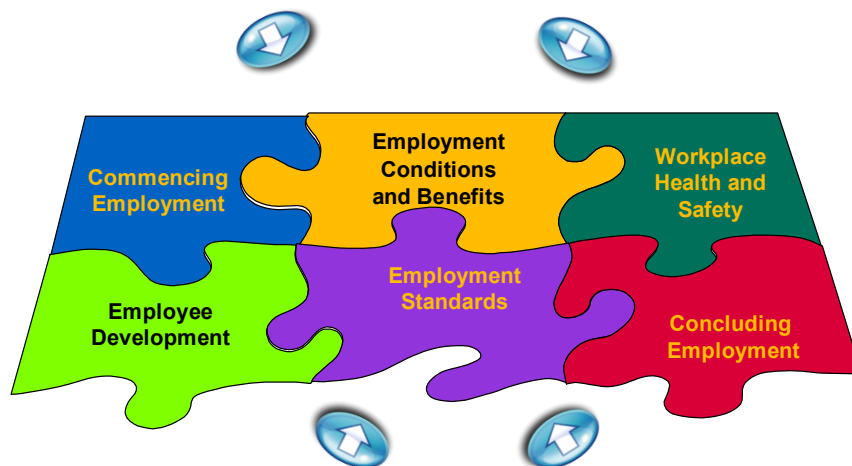 Commencing
Employment
Employment
Conditions
and Benefits
Workplace
Health and
Safety
Employee
Development
Employment
Standards
Concluding
Employment